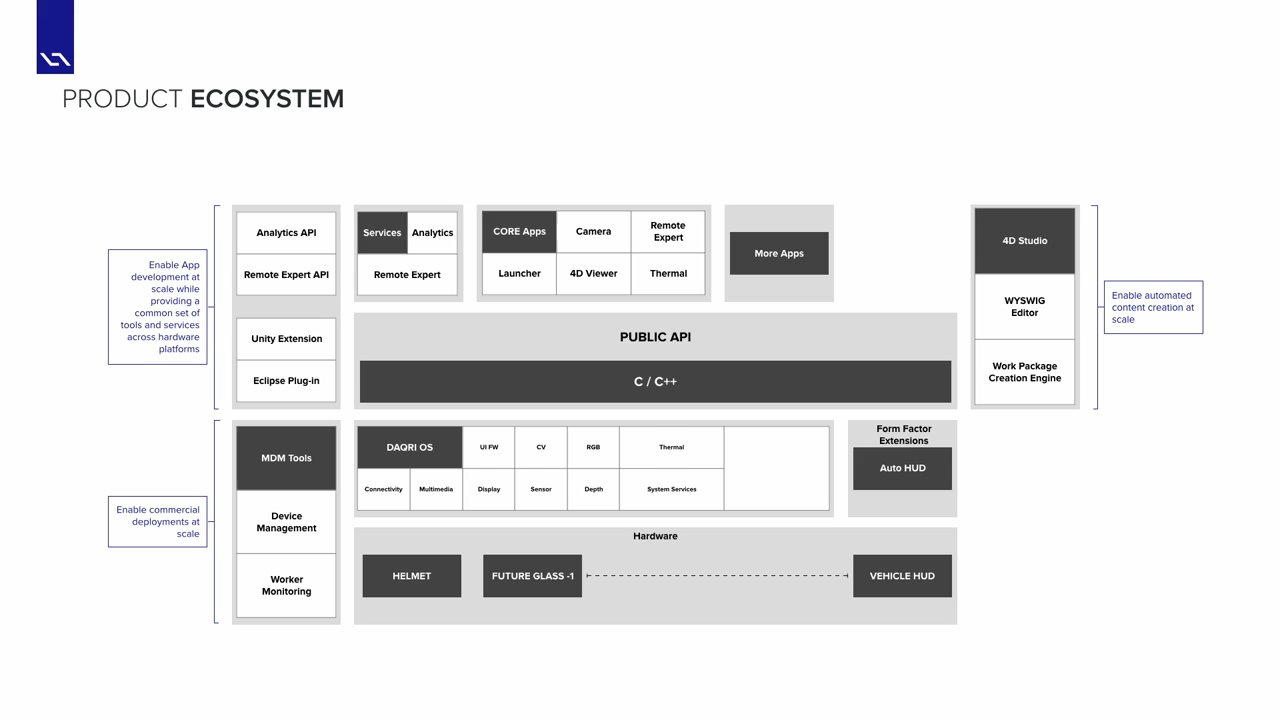 PRODUCT ECOSYSTEM
Enable App
development at
scale while
providing a
common set of
tools and services
across hardware
platforms
Analytics API
Remote Expert API
Unity Extension
Eclipse Plug-in
Services
Analytics
Remote Expert
CORE Apps
Camera
Remote
Expert
Launcher
4D Viewer
Thermal
More Apps
PUBLIC API
C / C++
4D Studio
WYSWIG
Editor
Work Package
Creation Engine
Enable automated
content creation at
scale
Enable commercial
deployments at
scale
MDM Tools
Device
Management
Worker
Monitoring
DAQRI OS
UI FW
CV
RGB
Thermal
Connectivity
Multimedia
Display
Sensor
Depth
System Services
Form Factor
Extensions
Auto HUD
Hardware
HELMET
FUTURE GLASS -1
VEHICLE HUD